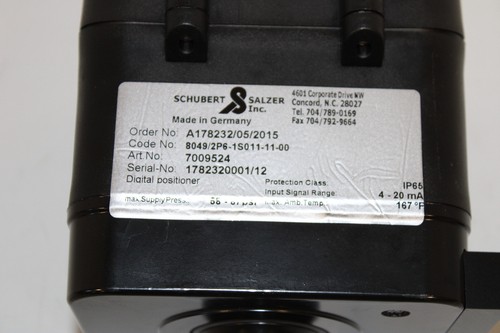 SCHUBERT SALZER Inc.
4601 Corporate Drive NW
Concord, N.C. 28027
Tel. 704/789-0169
Fax 704/792-9664
Made in Germany
Order No: A178232/05/2015
Code No: 8049/2P6-1S011-11-00
Art.No: 7009524
Serial-No: 1782320001/12
Digital positioner
Protection Class: IP65
Input Signal Range: 4 - 20 mA
max.Supply Press. psi
Max. Amb.Temp. 167 °F